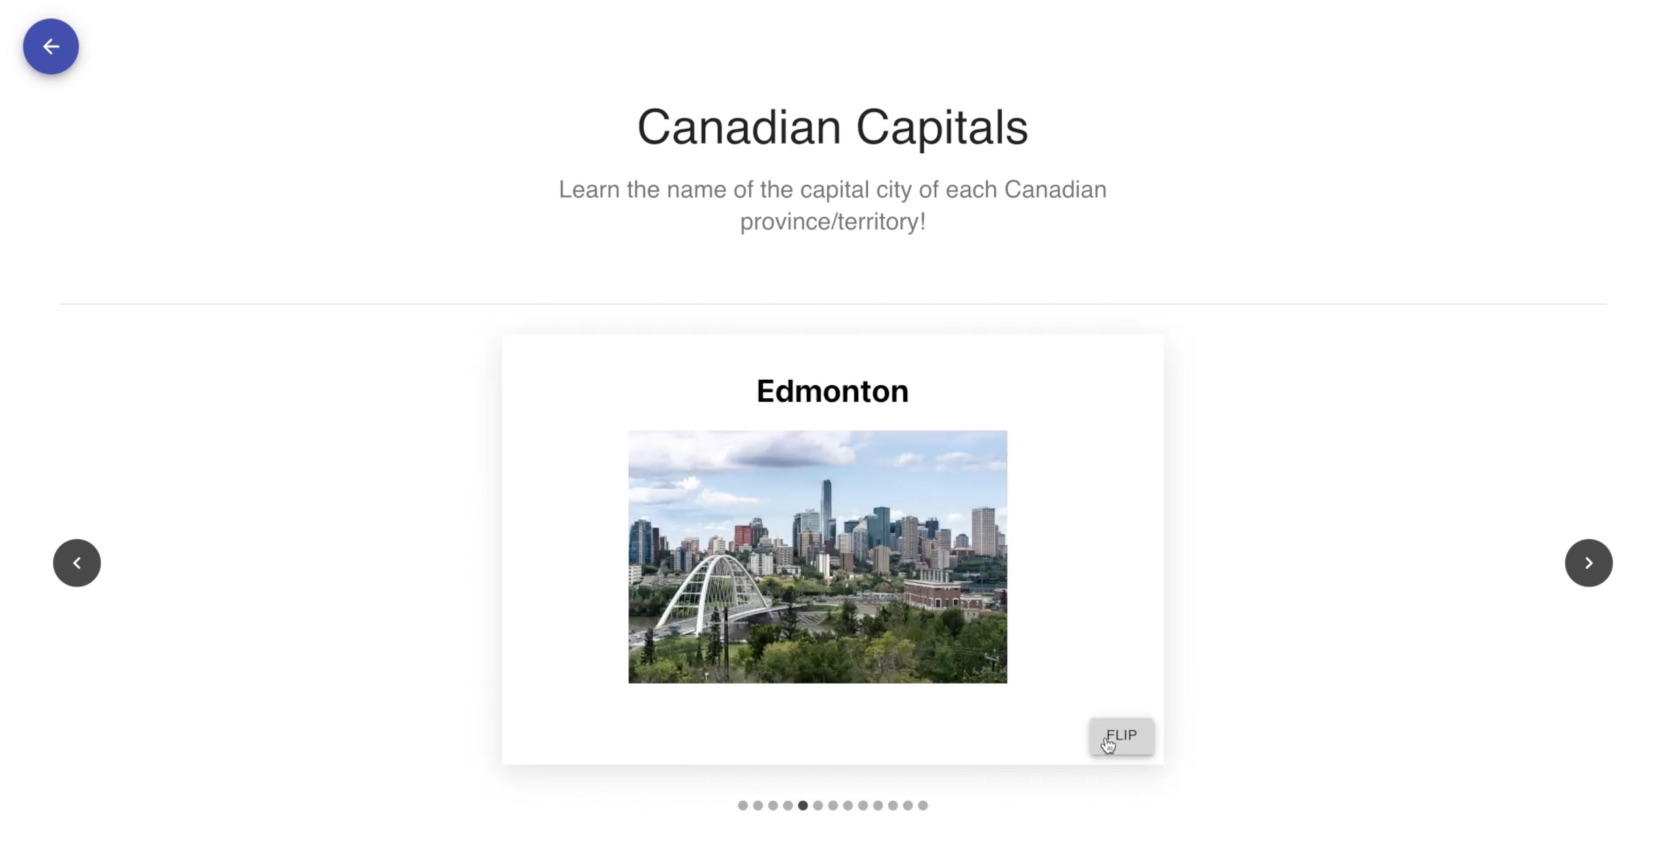 Canadian Capitals
Learn the name of the capital city of each Canadian
province/territory!
Edmonton
FLIP